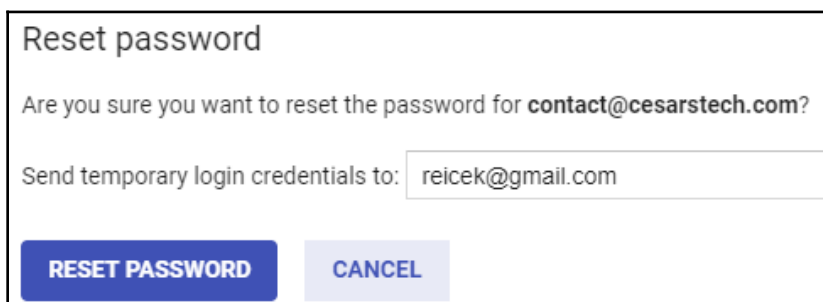 Reset password
Are you sure you want to reset the password for contact@cesarstech.com?
Send temporary login credentials to: reicek@gmail.com
RESET PASSWORD CANCEL